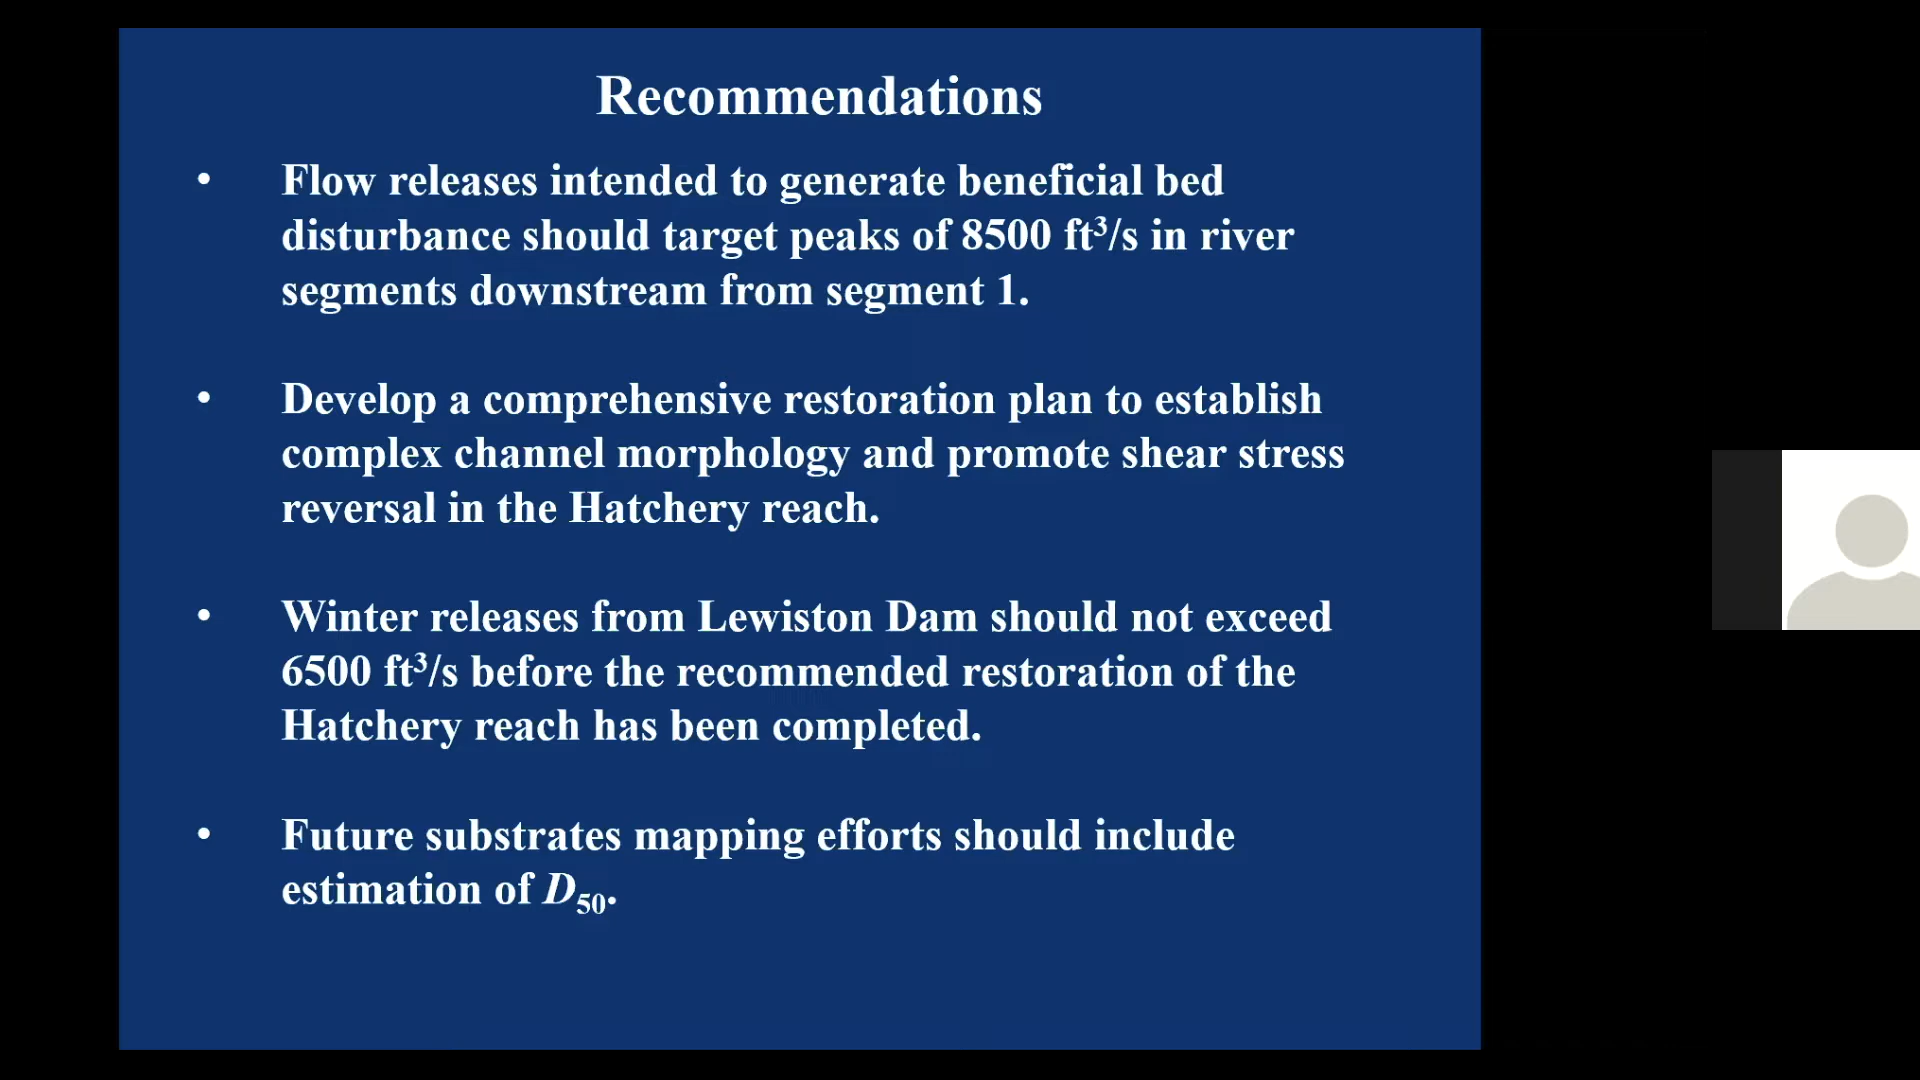 Recommendations
• Flow releases intended to generate beneficial bed
disturbance should target peaks of 8500 ft³/s in river
segments downstream from segment 1.
• Develop a comprehensive restoration plan to establish
complex channel morphology and promote shear stress
reversal in the Hatchery reach.
• Winter releases from Lewiston Dam should not exceed
6500 ft³/s before the recommended restoration of the
Hatchery reach has been completed.
• Future substrates mapping efforts should include
estimation of D₅₀.